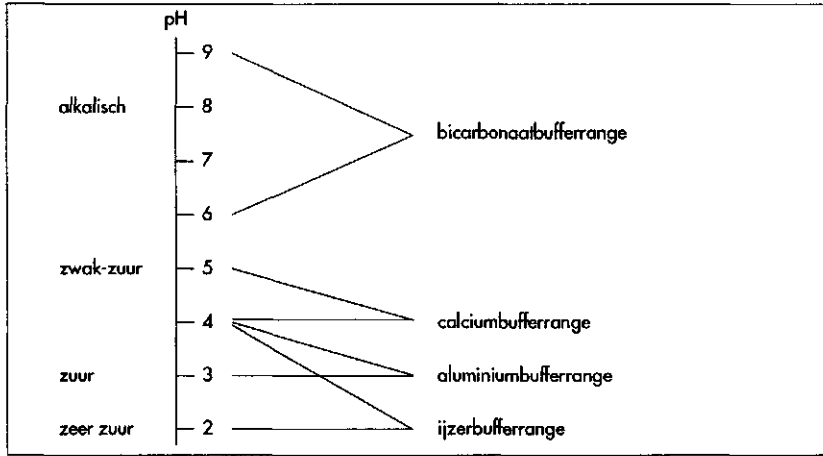 pH
9
alkalisch 8
bicarbonaatbufferrange
7
6
zwak-zuur 5
4 calciumbufferrange
zuur 3 aluminiumbufferrange
zeer zuur 2 ijzerbufferrange